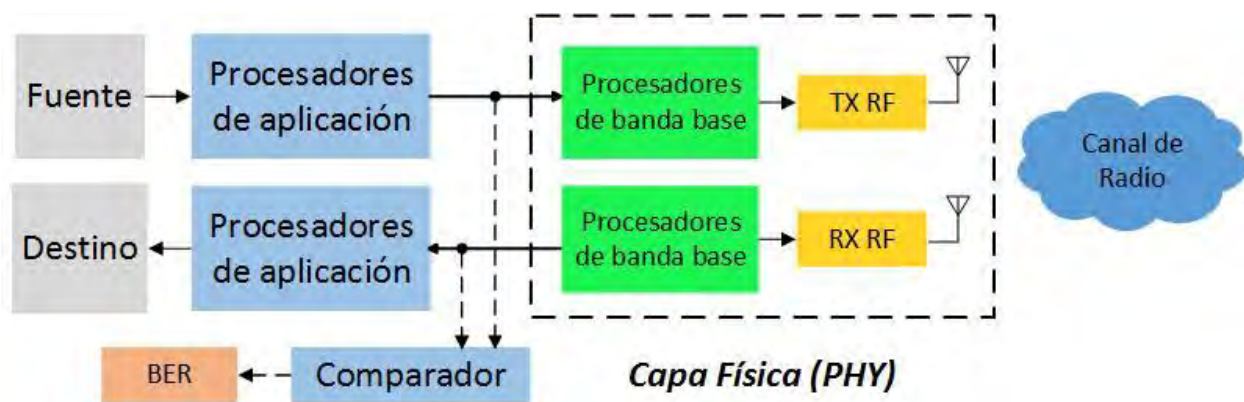 Fuente
Procesadores
de aplicación
Procesadores
de banda base
TX RF
Canal de
Radio
Destino
Procesadores
de aplicación
Procesadores
de banda base
RX RF
BER
Comparador
Capa Física (PHY)